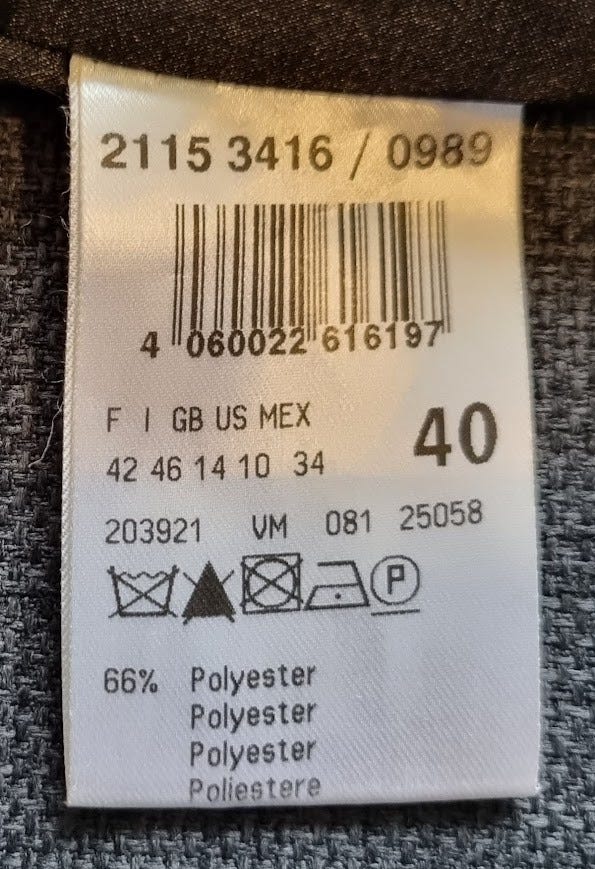 2115 3416 / 0989
4 060022 616197
F I GB US MEX
42 46 14 10 34
40
203921 VM 081 25058
P
66% Polyester
Polyester
Polyester
Poliestere